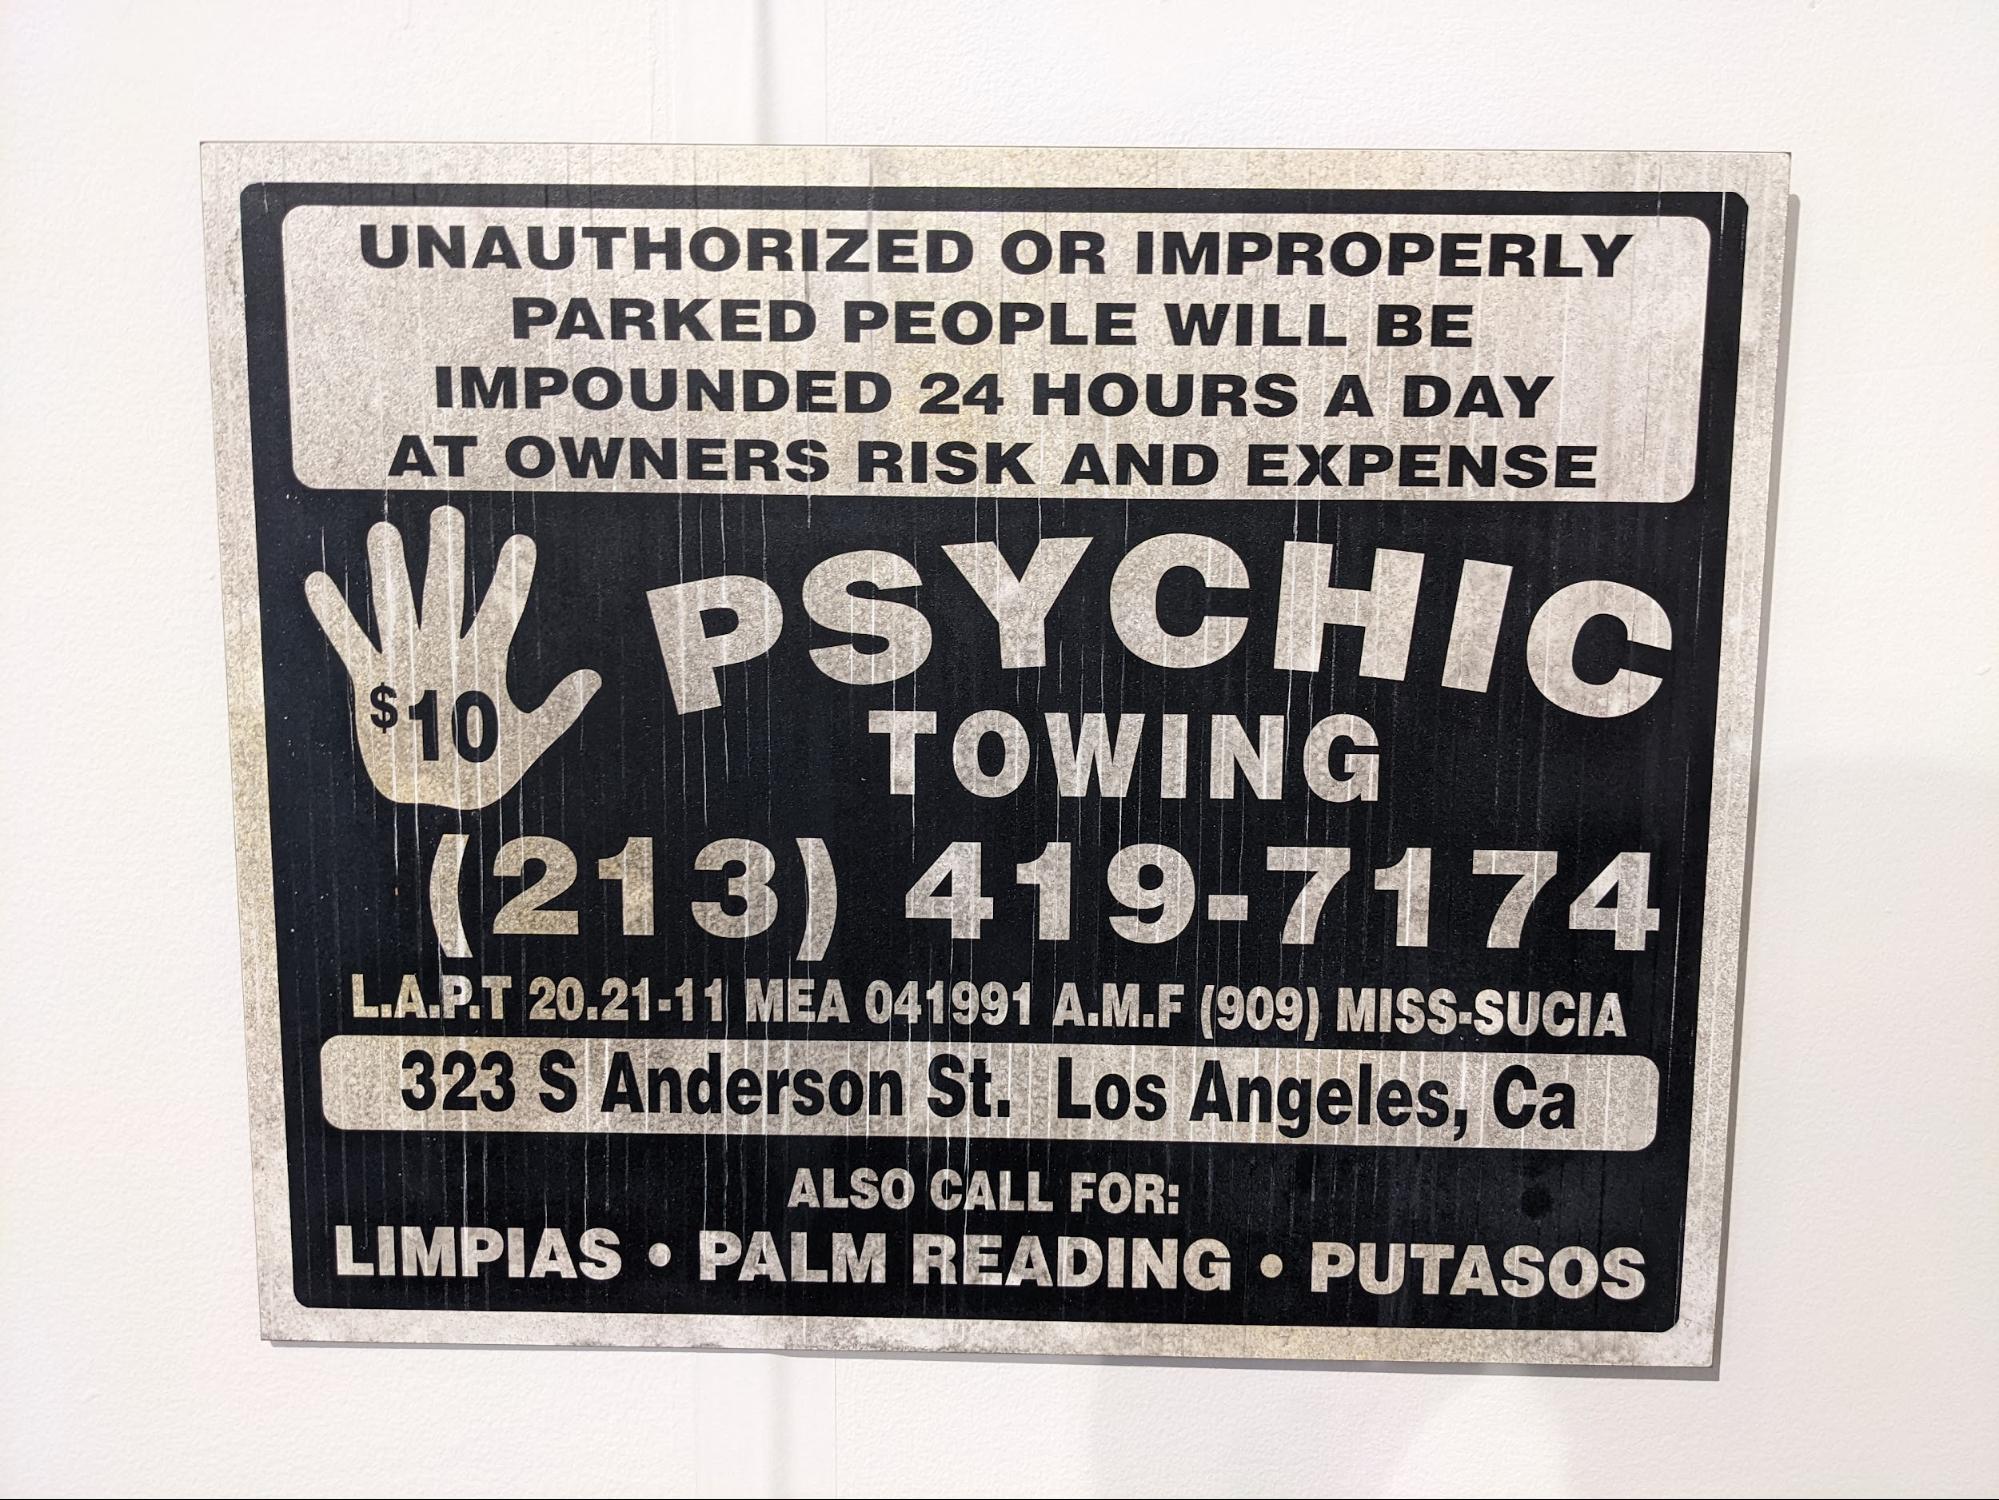 UNAUTHORIZED OR IMPROPERLY
PARKED PEOPLE WILL BE
IMPOUNDED 24 HOURS A DAY
AT OWNERS RISK AND EXPENSE
$10
PSYCHIC
TOWING
(213) 419-7174
L.A.P.T 20.21-11 MEA 041991 A.M.F (909) MISS-SUCIA
323 S Anderson St. Los Angeles, Ca
ALSO CALL FOR:
LIMPIAS • PALM READING • PUTASOS